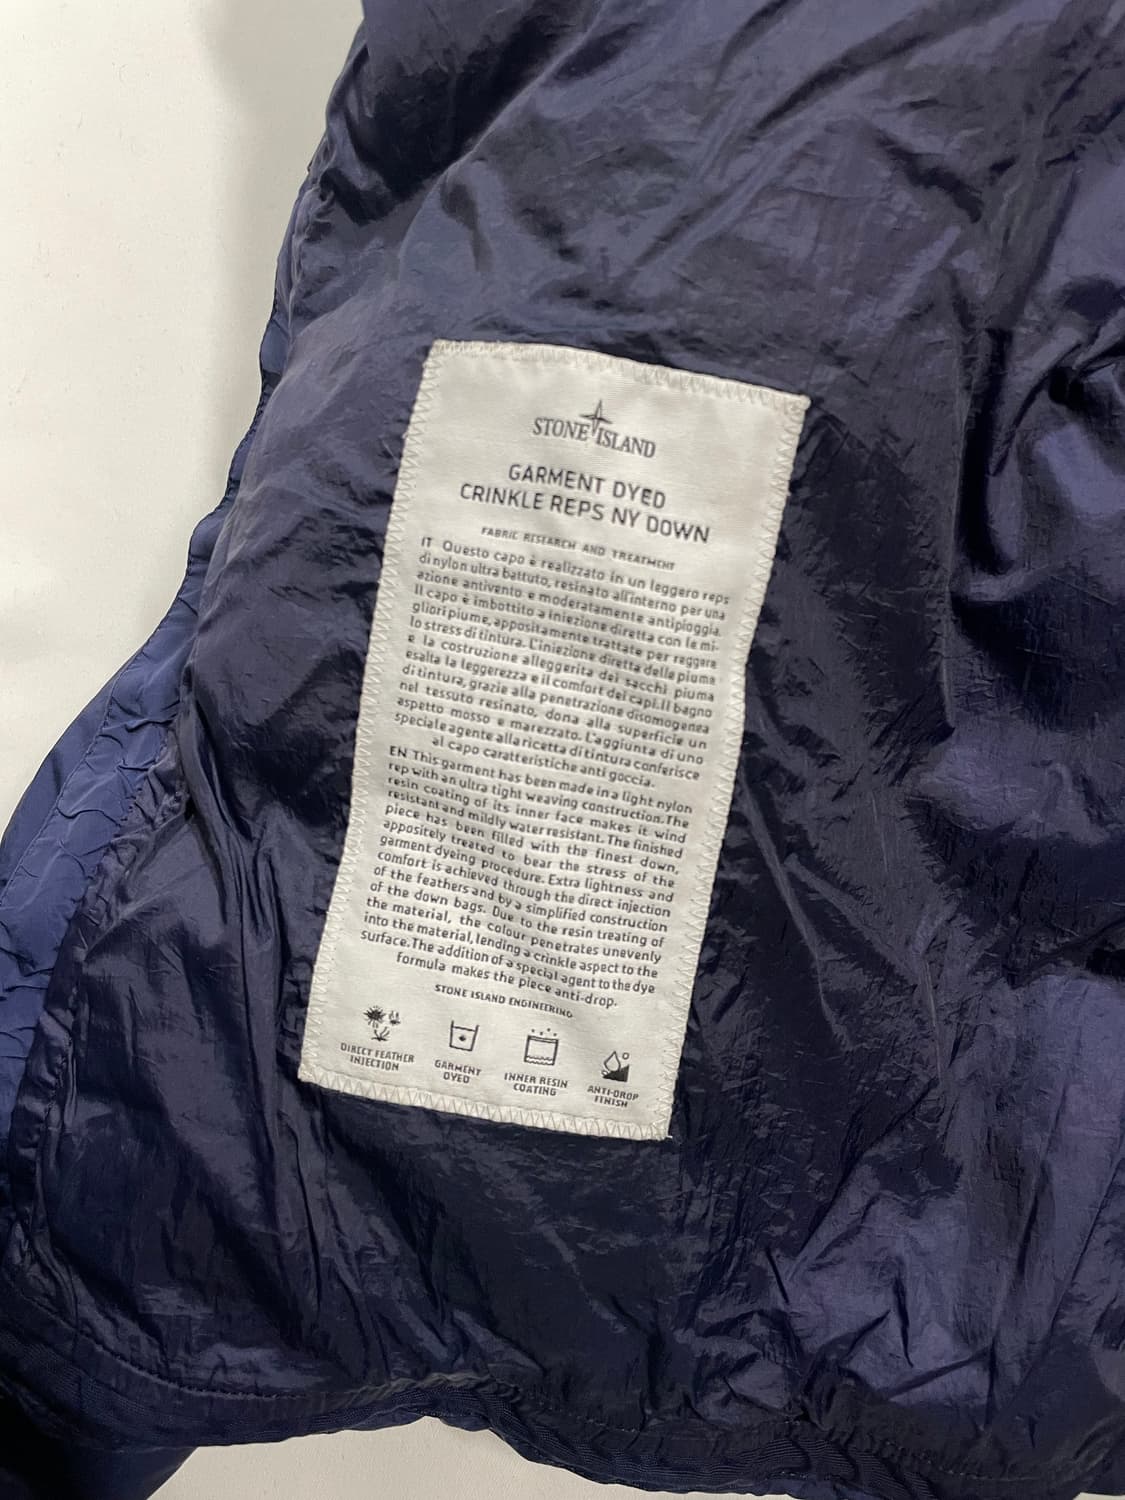 STONE ISLAND
GARMENT DYED
CRINKLE REPS NY DOWN
FABRIC RESEARCH AND TREATMENT
IT Questo capo è realizzato in un leggero reps
di nylon ultra battuto, resinato all'interno per una
azione antivento e moderatamente antipioggia.
Il capo è imbottito a iniezione diretta con le mi-
gliori piume, appositamente trattate per reggere
lo stress di tintura. L'iniezione diretta della piuma
e la costruzione alleggerita dei sacchi piuma
esalta la leggerezza e il comfort dei capi. Il bagno
di tintura, grazie alla penetrazione disomogenea
nel tessuto resinato, dona alla superficie un
aspetto mosso e marezzato. L'aggiunta di uno
speciale agente alla ricetta di tintura conferisce
al capo caratteristiche anti goccia.
EN This garment has been made in a light nylon
rep with an ultra tight weaving construction. The
resin coating of its inner face makes it wind
resistant and mildly water resistant. The finished
piece has been filled with the finest down,
appositely treated to bear the stress of the
garment dyeing procedure. Extra lightness and
comfort is achieved through the direct injection
of the feathers and by a simplified construction
of the down bags. Due to the resin treating of
the material, the colour penetrates unevenly
into the material, lending a crinkle aspect to the
surface. The addition of a special agent to the dye
formula makes the piece anti-drop.
STONE ISLAND ENGINEERING
DIRECT FEATHER
INJECTION
GARMENT
DYED
INNER RESIN
COATING
ANTI-DROP
FINISH